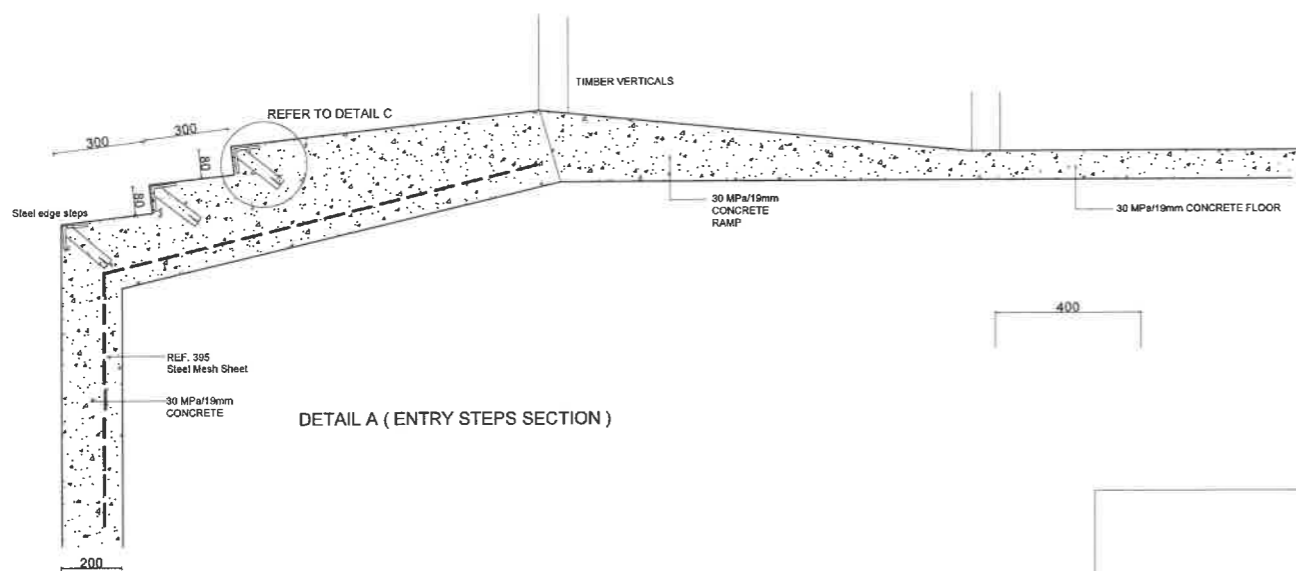 TIMBER VERTICALS
REFER TO DETAIL C
300
300
80
80
Steel edge steps
30 MPa/19mm
CONCRETE
RAMP
30 MPa/19mm CONCRETE FLOOR
400
REF. 395
Steel Mesh Sheet
30 MPa/19mm
CONCRETE
DETAIL A ( ENTRY STEPS SECTION )
200